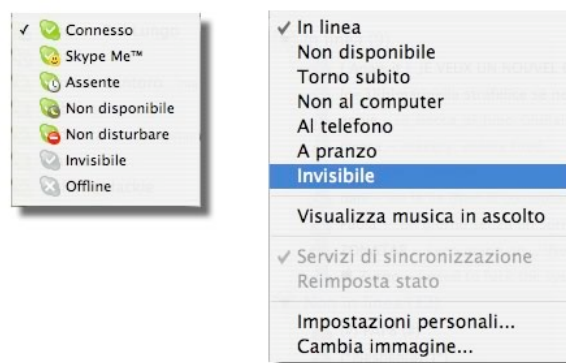 Connesso
Skype Me™
Assente
Non disponibile
Non disturbare
Invisibile
Offline
In linea
Non disponibile
Torno subito
Non al computer
Al telefono
A pranzo
Invisibile
Visualizza musica in ascolto
Servizi di sincronizzazione
Reimposta stato
Impostazioni personali...
Cambia immagine...